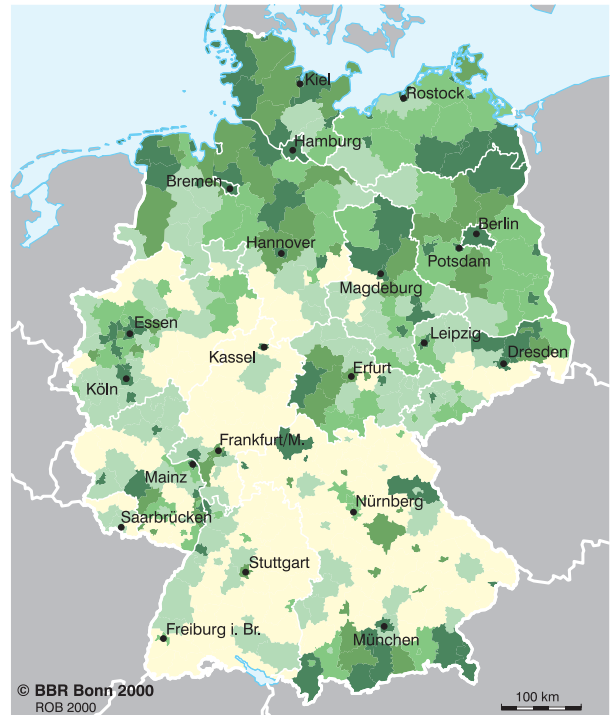 Kiel
Rostock
Hamburg
Bremen
Berlin
Hannover
Potsdam
Magdeburg
Essen
Leipzig
Kassel
Dresden
Köln
Erfurt
Frankfurt/M.
Mainz
Nürnberg
Saarbrücken
Stuttgart
Freiburg i. Br.
München
© BBR Bonn 2000
ROB 2000
100 km